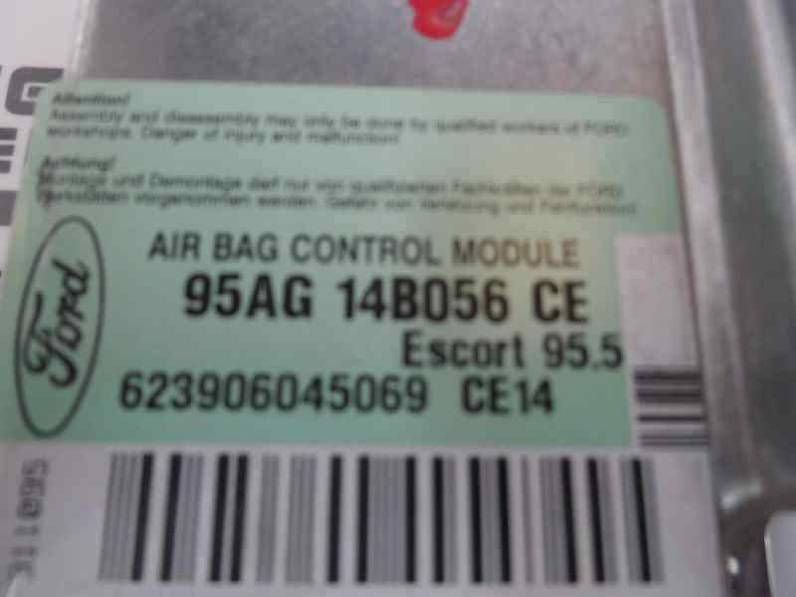 Attention!
Assembly and disassembly may only be done by qualified workers of FORD
workshops. Danger of injury and malfunction!
Achtung!
Montage und Demontage darf nur von qualifizierten Fachkräften der FORD
Werkstätten vorgenommen werden. Gefahr von Verletzung und Fehlfunktion!
AIR BAG CONTROL MODULE
95AG 14B056 CE
Escort 95.5
Ford
623906045069 CE14